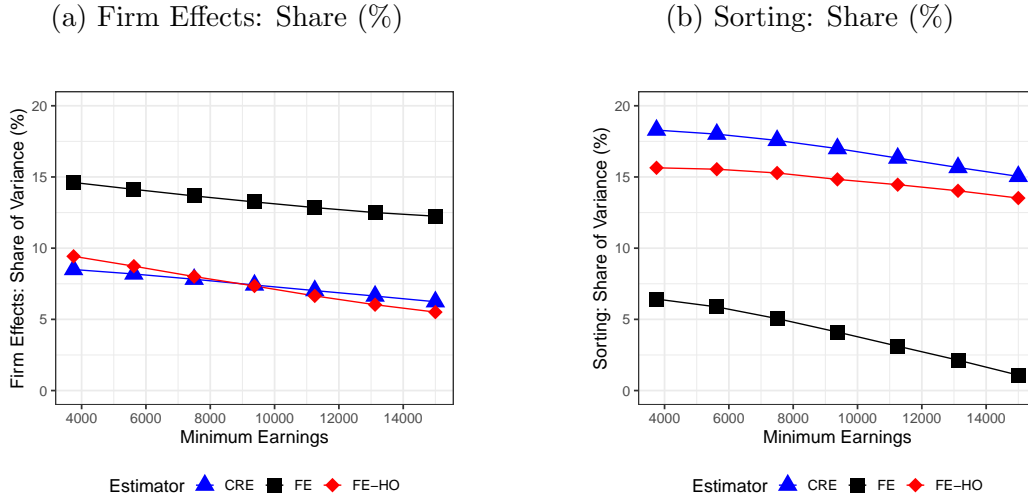 (a) Firm Effects: Share (%)
Firm Effects: Share of Variance (%)
20
15
10
5
0
4000 6000 8000 10000 12000 14000
Minimum Earnings
Estimator CRE FE FE-HO
(b) Sorting: Share (%)
Sorting: Share of Variance (%)
20
15
10
5
0
4000 6000 8000 10000 12000 14000
Minimum Earnings
Estimator CRE FE FE-HO